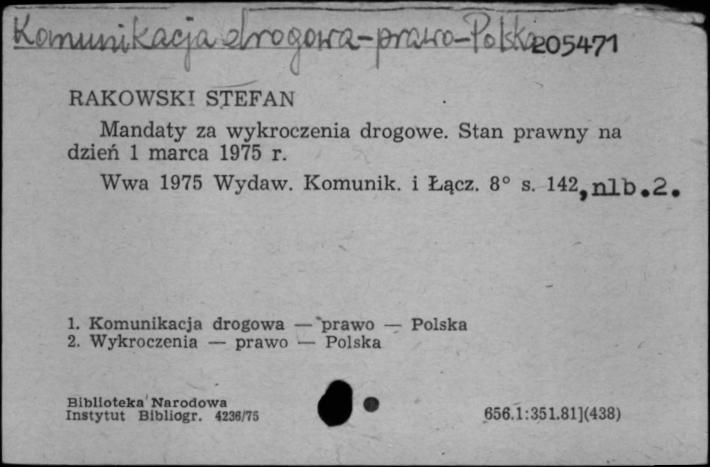 Komunikacja drogowa-prawo-Polska 205471
RAKOWSKI STEFAN
Mandaty za wykroczenia drogowe. Stan prawny na
dzień 1 marca 1975 r.
Wwa 1975 Wydaw. Komunik. i Łącz. 8° s. 142, nlb.2.
1. Komunikacja drogowa — prawo — Polska
2. Wykroczenia — prawo — Polska
Biblioteka Narodowa
Instytut Bibliogr. 4236/75
656.1:351.81](438)